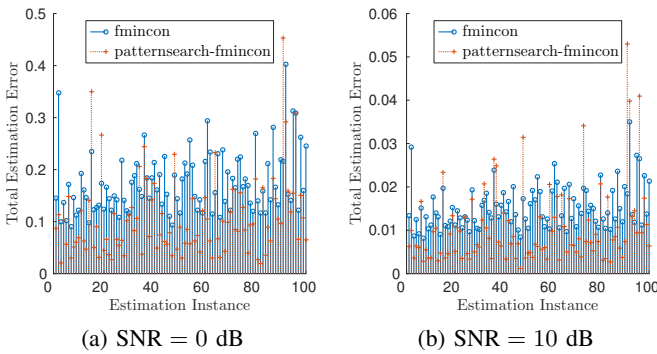 0.5
0.4
0.3
0.2
0.1
0
Total Estimation Error
fmincon
patternsearch-fmincon
0 20 40 60 80 100
Estimation Instance
(a) SNR = 0 dB
0.06
0.05
0.04
0.03
0.02
0.01
0
Total Estimation Error
fmincon
patternsearch-fmincon
0 20 40 60 80 100
Estimation Instance
(b) SNR = 10 dB